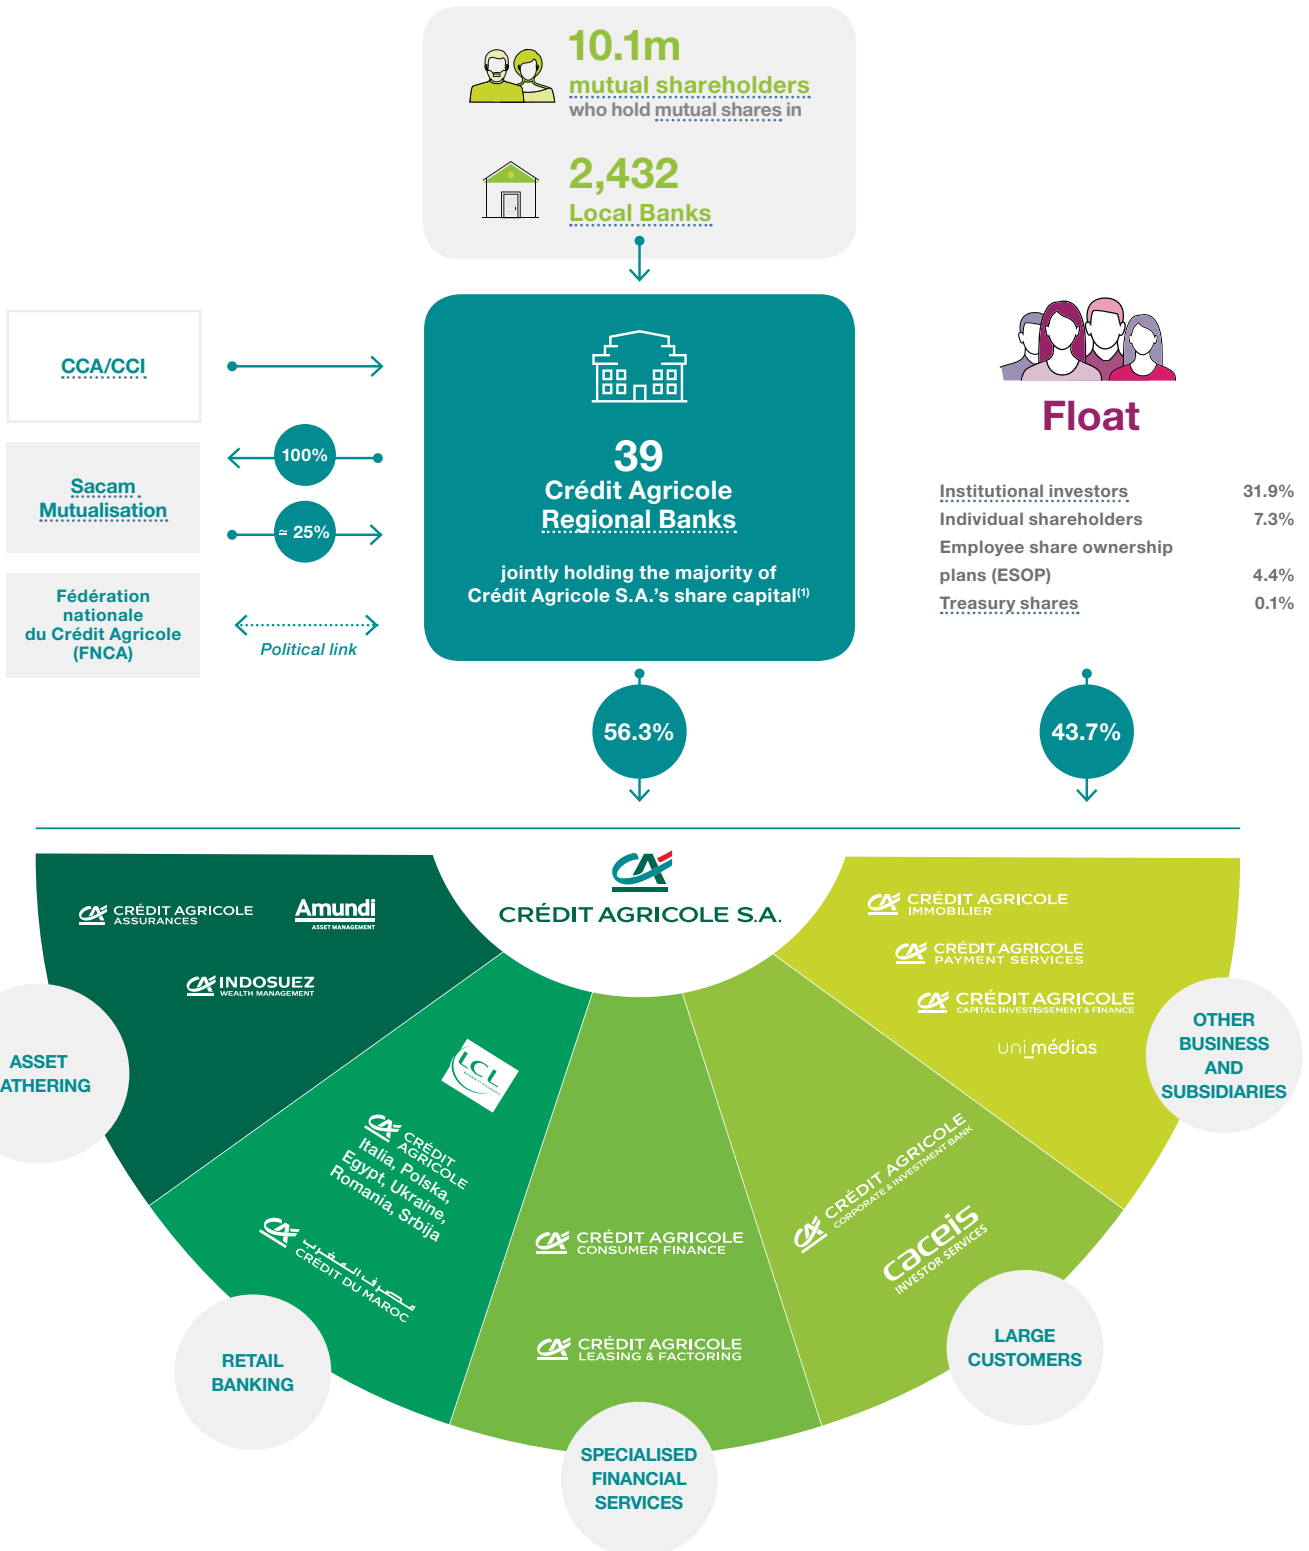 10.1m
mutual shareholders
who hold mutual shares in
2,432
Local Banks
CCA/CCI
100%
Sacam
Mutualisation
≃ 25%
Fédération
nationale
du Crédit Agricole
(FNCA)
Political link
39
Crédit Agricole
Regional Banks
jointly holding the majority of
Crédit Agricole S.A.’s share capital(1)
Float
Institutional investors 31.9%
Individual shareholders 7.3%
Employee share ownership
plans (ESOP) 4.4%
Treasury shares 0.1%
56.3%
43.7%
CRÉDIT AGRICOLE S.A.
CRÉDIT AGRICOLE
ASSURANCES
Amundi
ASSET MANAGEMENT
INDOSUEZ
WEALTH MANAGEMENT
ASSET
ATHERING
LCL
CRÉDIT
AGRICOLE
Italia, Polska,
Egypt, Ukraine,
Romania, Srbija
مصرف المغرب
CRÉDIT DU MAROC
RETAIL
BANKING
CRÉDIT AGRICOLE
CONSUMER FINANCE
CRÉDIT AGRICOLE
LEASING & FACTORING
SPECIALISED
FINANCIAL
SERVICES
CRÉDIT AGRICOLE
CORPORATE & INVESTMENT BANK
caceis
INVESTOR SERVICES
LARGE
CUSTOMERS
CRÉDIT AGRICOLE
IMMOBILIER
CRÉDIT AGRICOLE
PAYMENT SERVICES
CRÉDIT AGRICOLE
CAPITAL INVESTISSEMENT & FINANCE
uni_médias
OTHER
BUSINESS
AND
SUBSIDIARIES